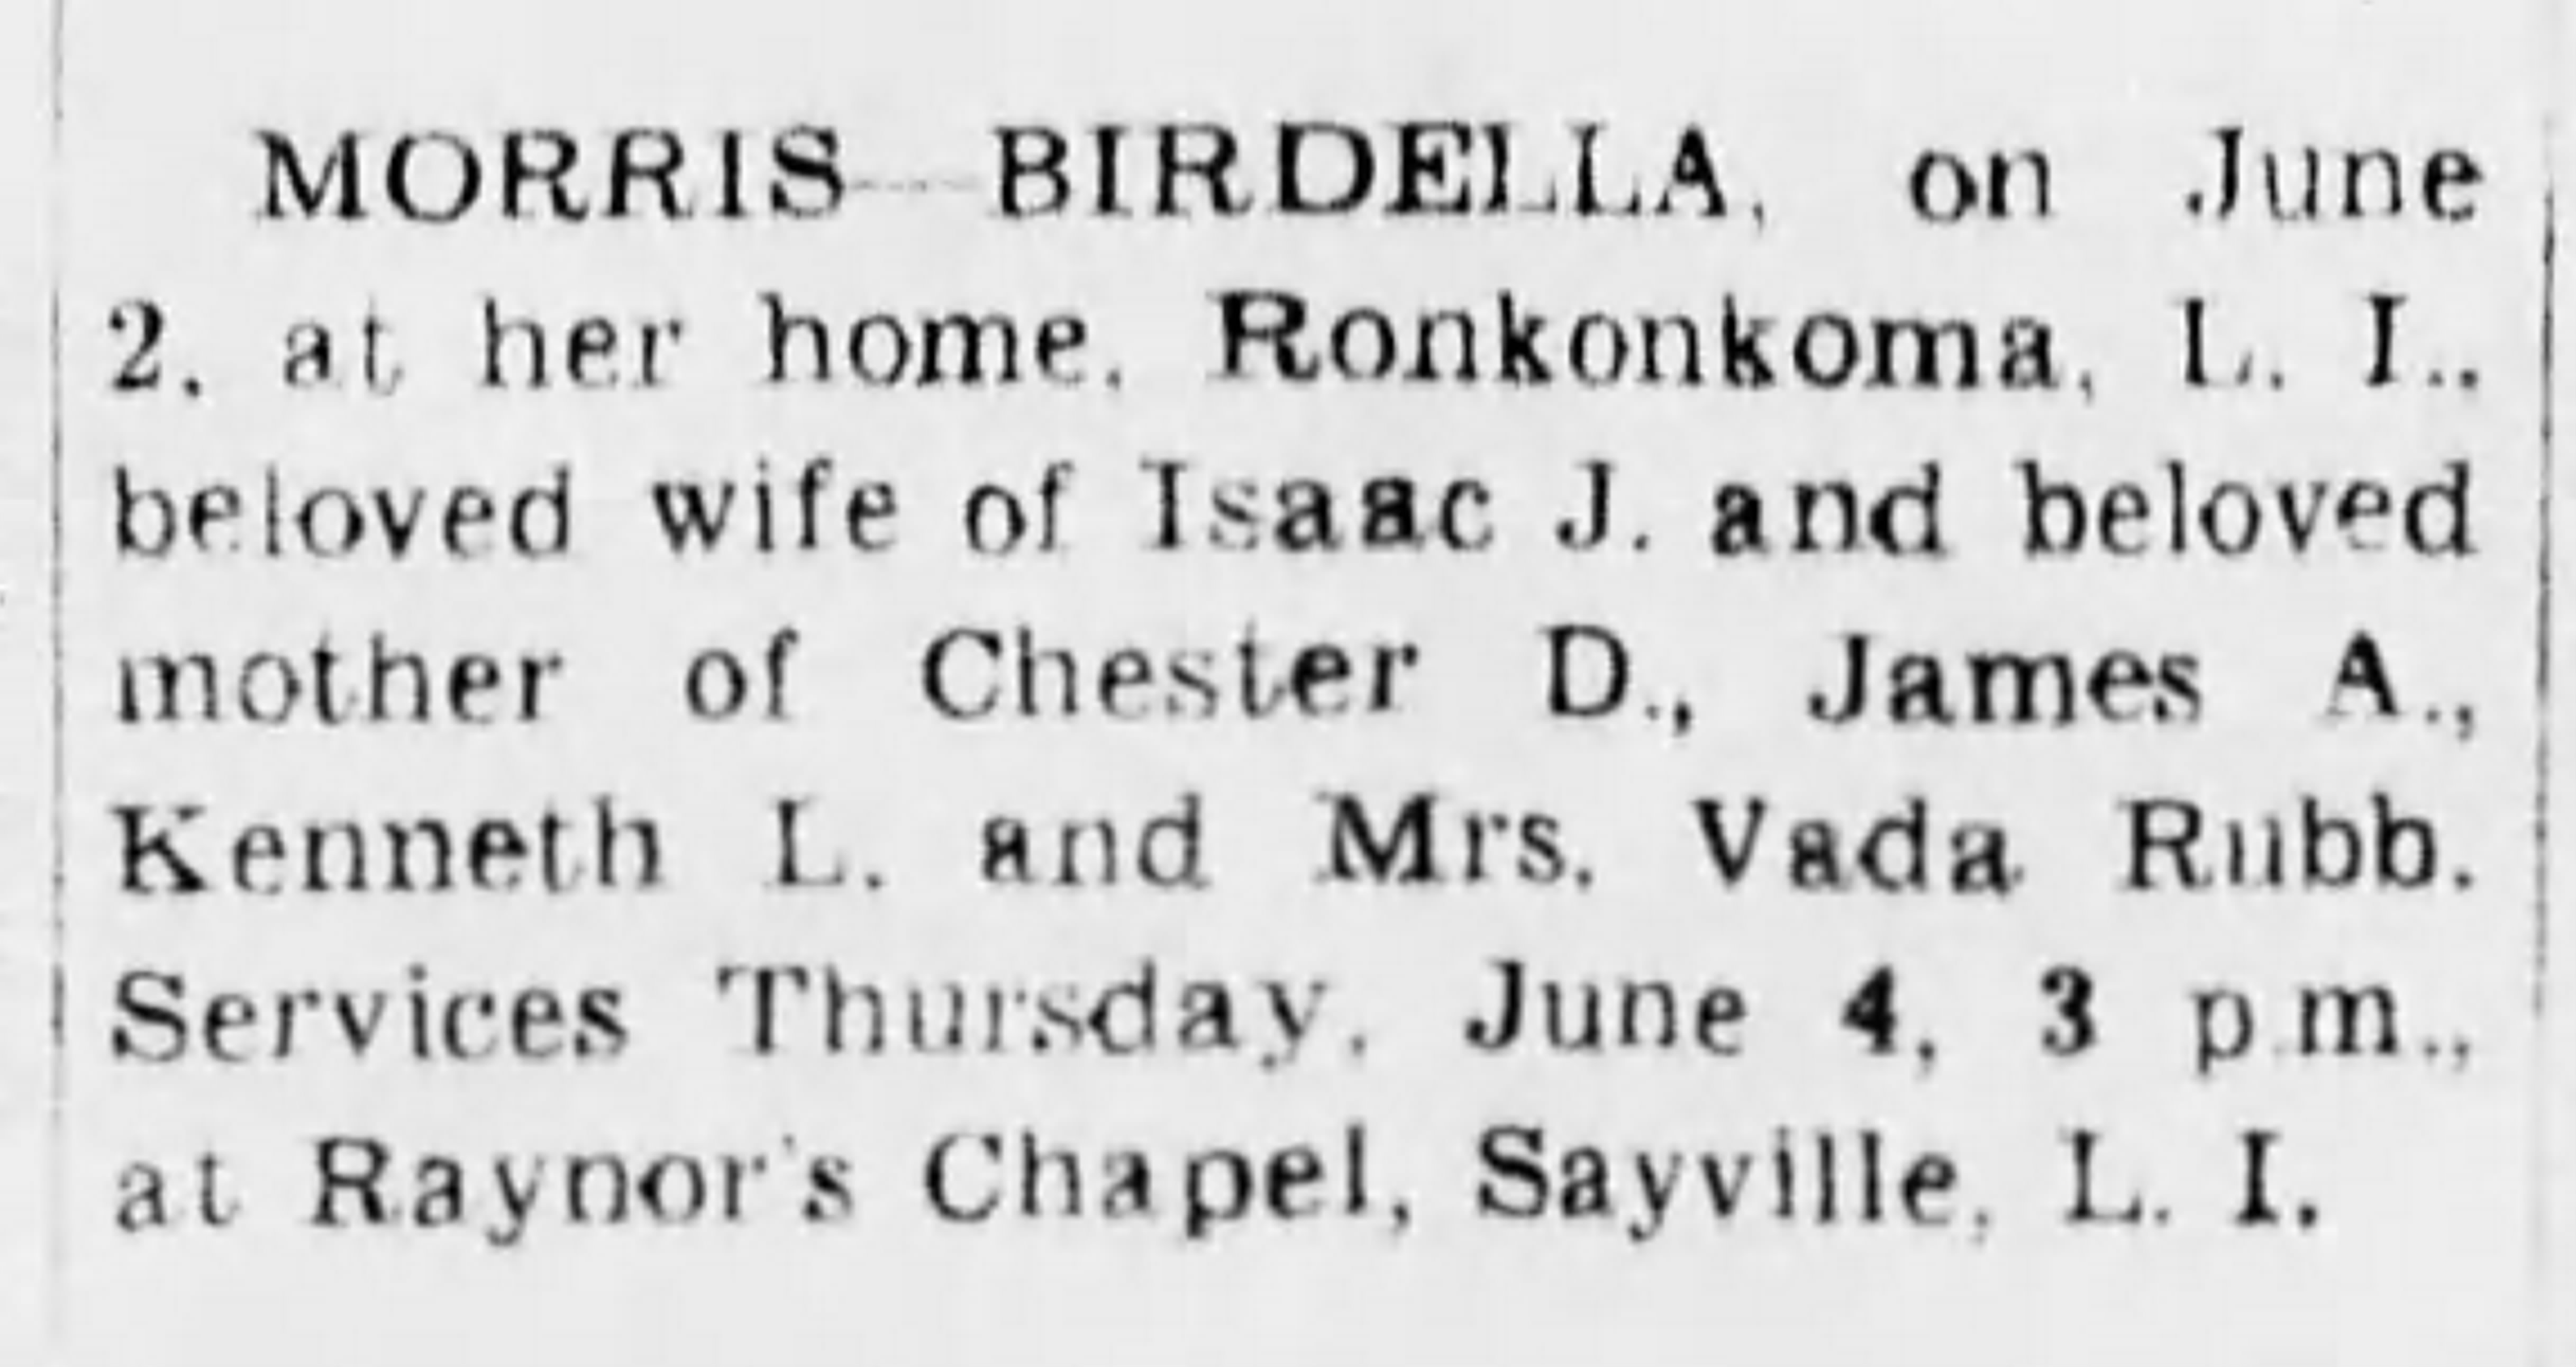 MORRIS—BIRDELLA, on June
2, at her home, Ronkonkoma, L. I.,
beloved wife of Isaac J. and beloved
mother of Chester D., James A.,
Kenneth L. and Mrs. Vada Rubb.
Services Thursday, June 4, 3 p.m.,
at Raynor's Chapel, Sayville, L. I.